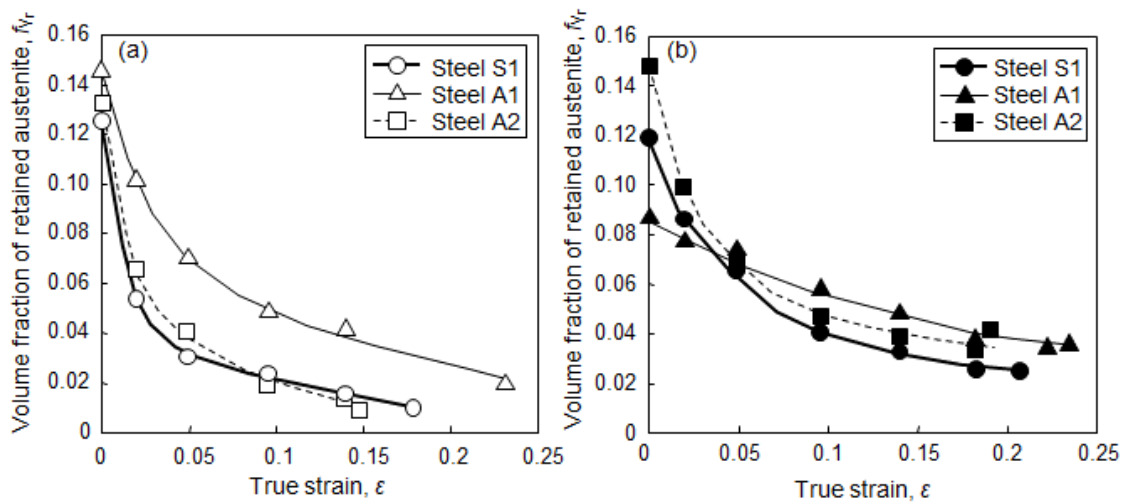 (a)
Volume fraction of retained austenite, fγr
0.16
0.14
0.12
0.10
0.08
0.06
0.04
0.02
0
0 0.05 0.1 0.15 0.2 0.25
True strain, ε
Steel S1
Steel A1
Steel A2
(b)
Volume fraction of retained austenite, fγr
0.16
0.14
0.12
0.10
0.08
0.06
0.04
0.02
0
0 0.05 0.1 0.15 0.2 0.25
True strain, ε
Steel S1
Steel A1
Steel A2